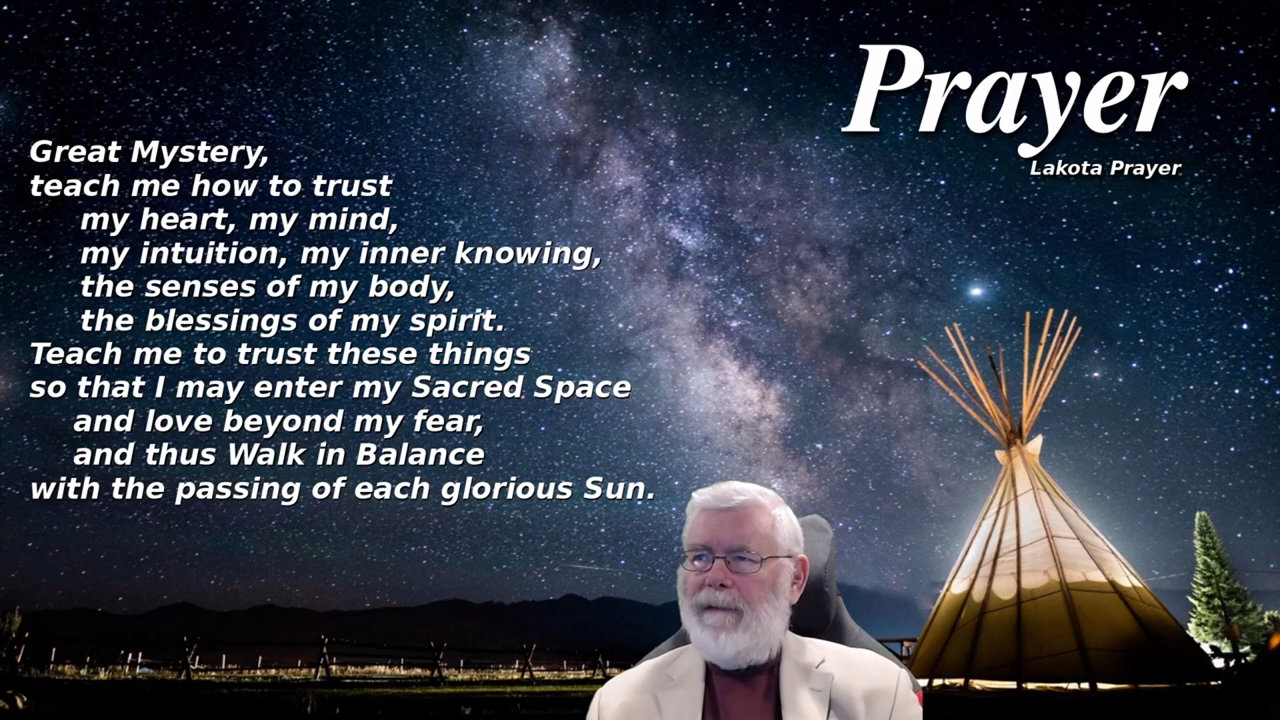 Prayer
Lakota Prayer
Great Mystery,
teach me how to trust
my heart, my mind,
my intuition, my inner knowing,
the senses of my body,
the blessings of my spirit.
Teach me to trust these things
so that I may enter my Sacred Space
and love beyond my fear,
and thus Walk in Balance
with the passing of each glorious Sun.